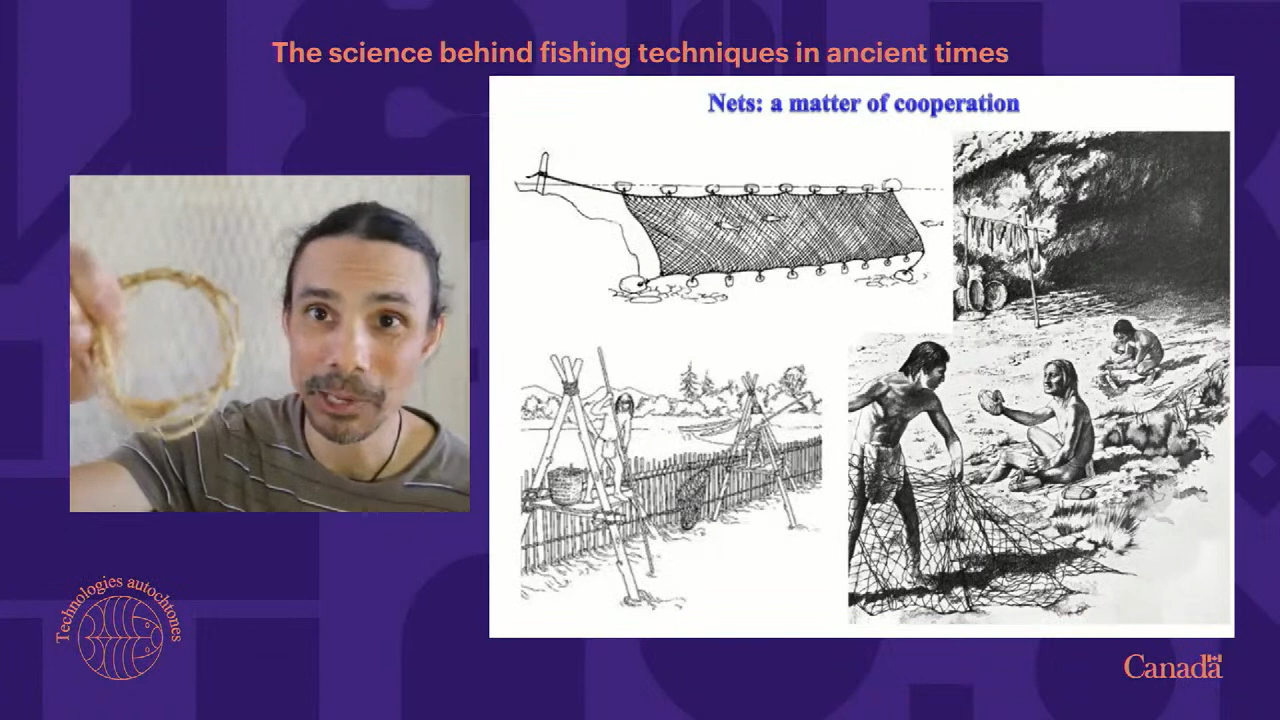 The science behind fishing techniques in ancient times
Nets: a matter of cooperation
Technologies autochtones
Canada